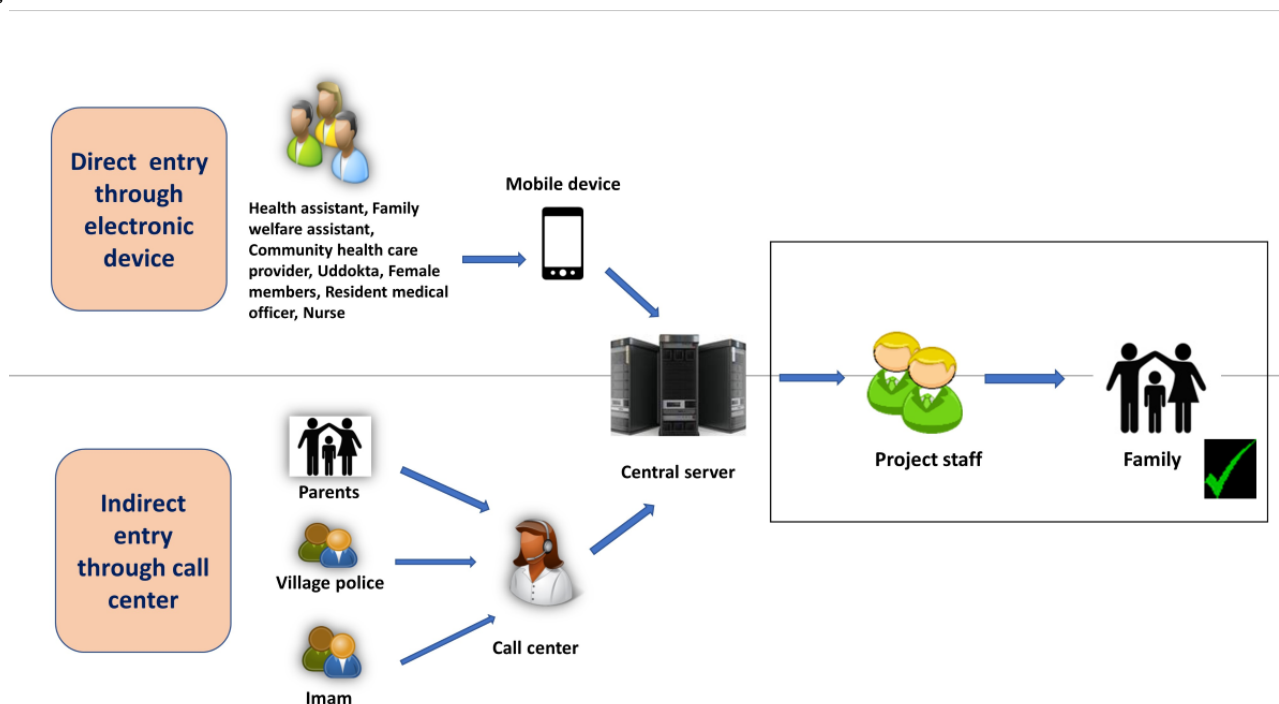 Direct entry
through
electronic
device
Health assistant, Family
welfare assistant,
Community health care
provider, Uddokta, Female
members, Resident medical
officer, Nurse
Mobile device
Central server
Project staff
Family
Indirect
entry
through call
center
Parents
Village police
Imam
Call center